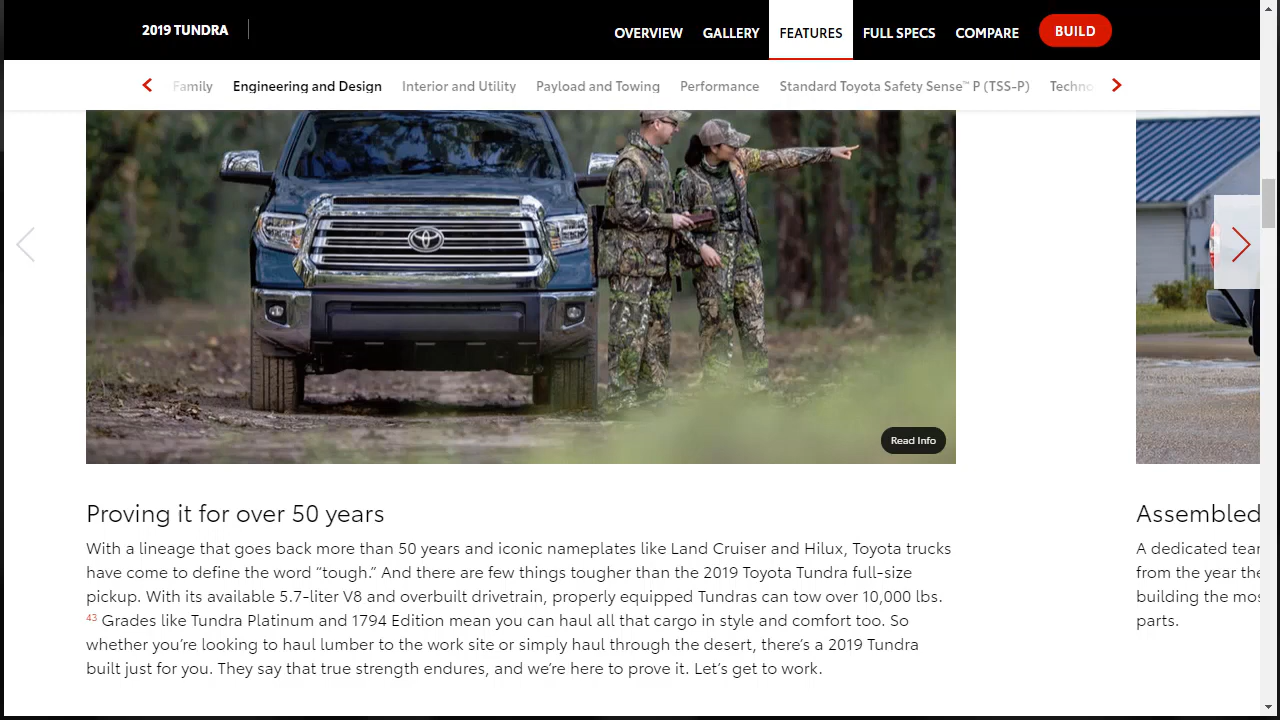 2019 TUNDRA
OVERVIEW GALLERY FEATURES FULL SPECS COMPARE BUILD
Family Engineering and Design Interior and Utility Payload and Towing Performance Standard Toyota Safety Sense™ P (TSS-P) Techno
Read Info
Proving it for over 50 years
With a lineage that goes back more than 50 years and iconic nameplates like Land Cruiser and Hilux, Toyota trucks
have come to define the word “tough.” And there are few things tougher than the 2019 Toyota Tundra full-size
pickup. With its available 5.7-liter V8 and overbuilt drivetrain, properly equipped Tundras can tow over 10,000 lbs.
43 Grades like Tundra Platinum and 1794 Edition mean you can haul all that cargo in style and comfort too. So
whether you’re looking to haul lumber to the work site or simply haul through the desert, there’s a 2019 Tundra
built just for you. They say that true strength endures, and we’re here to prove it. Let’s get to work.
Assembled
A dedicated tear
from the year the
building the mos
parts.